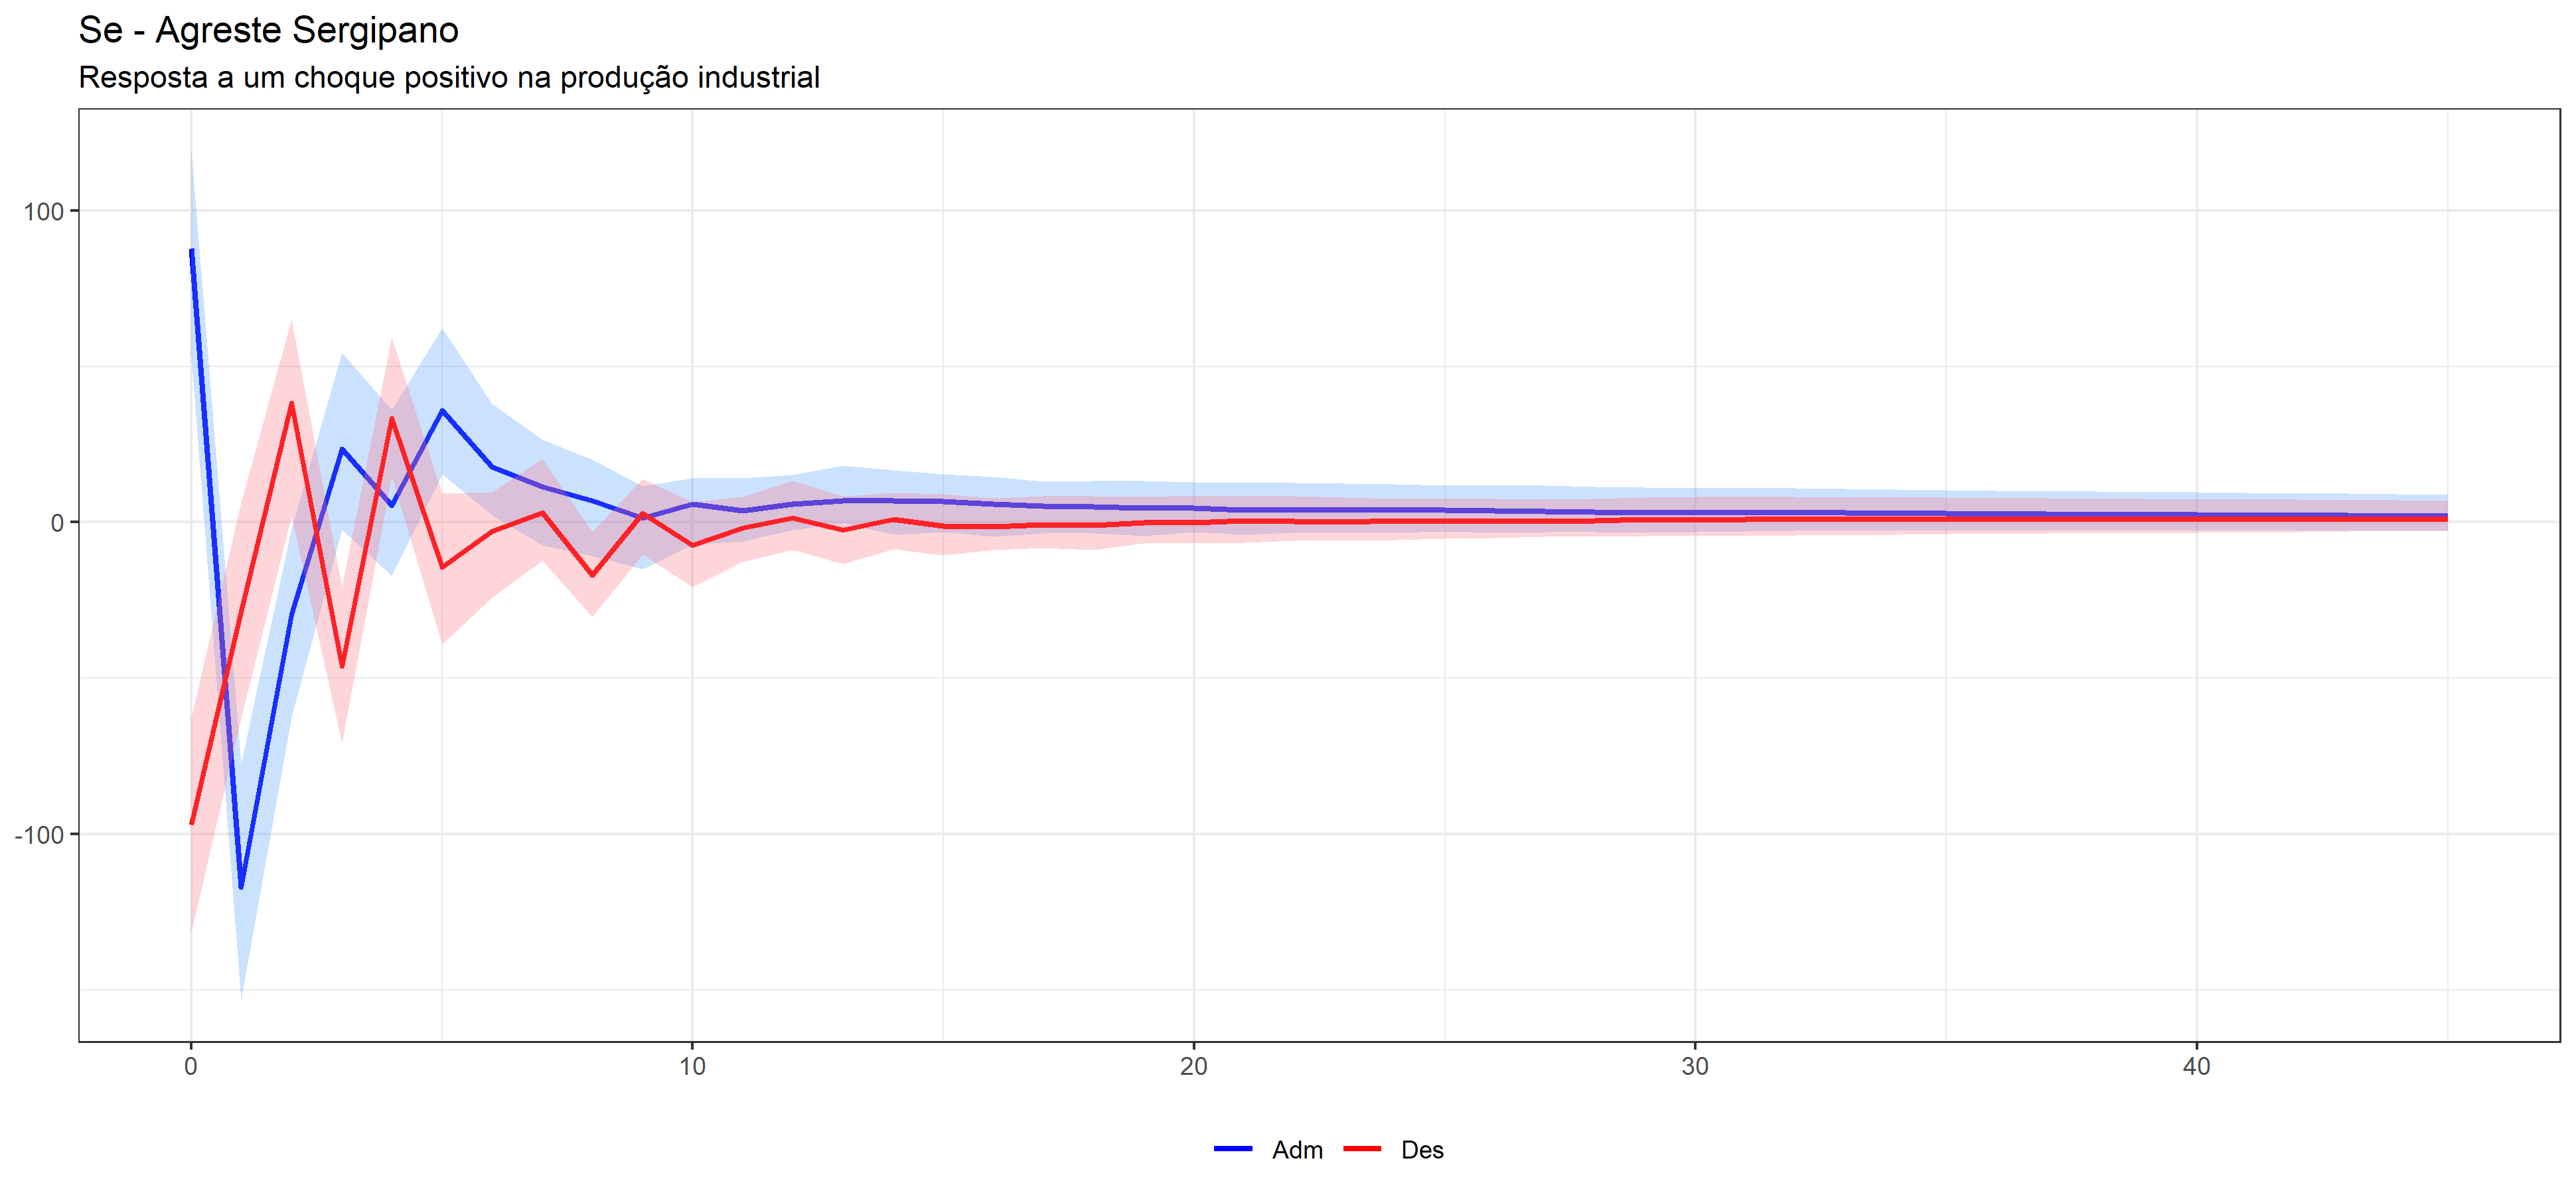 Se - Agreste Sergipano
Resposta a um choque positivo na produção industrial
100
0
-100
0 10 20 30 40
Adm Des